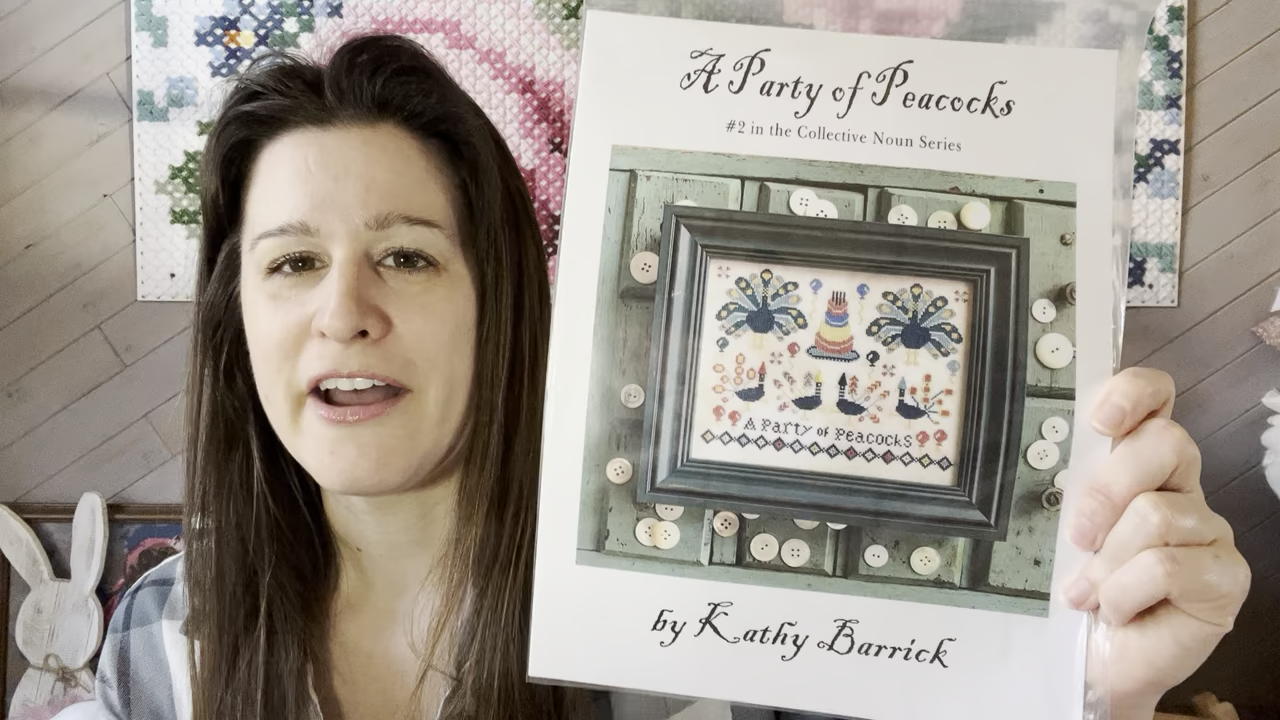 A Party of Peacocks
#2 in the Collective Noun Series
A Party of Peacocks
by Kathy Barrick